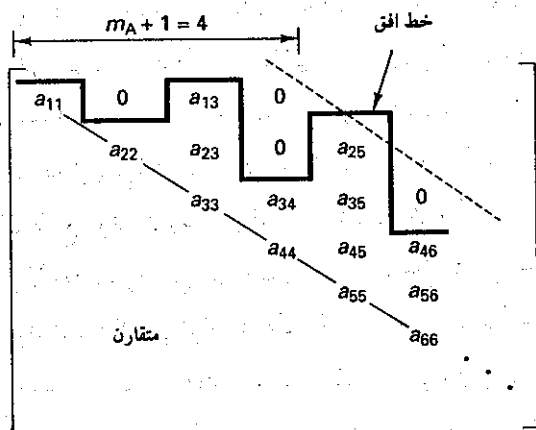 m_A + 1 = 4
خط افق
a₁₁ 0 a₁₃ 0
a₂₂ a₂₃ 0 a₂₅
a₃₃ a₃₄ a₃₅ 0
a₄₄ a₄₅ a₄₆
a₅₅ a₅₆
متقارن a₆₆